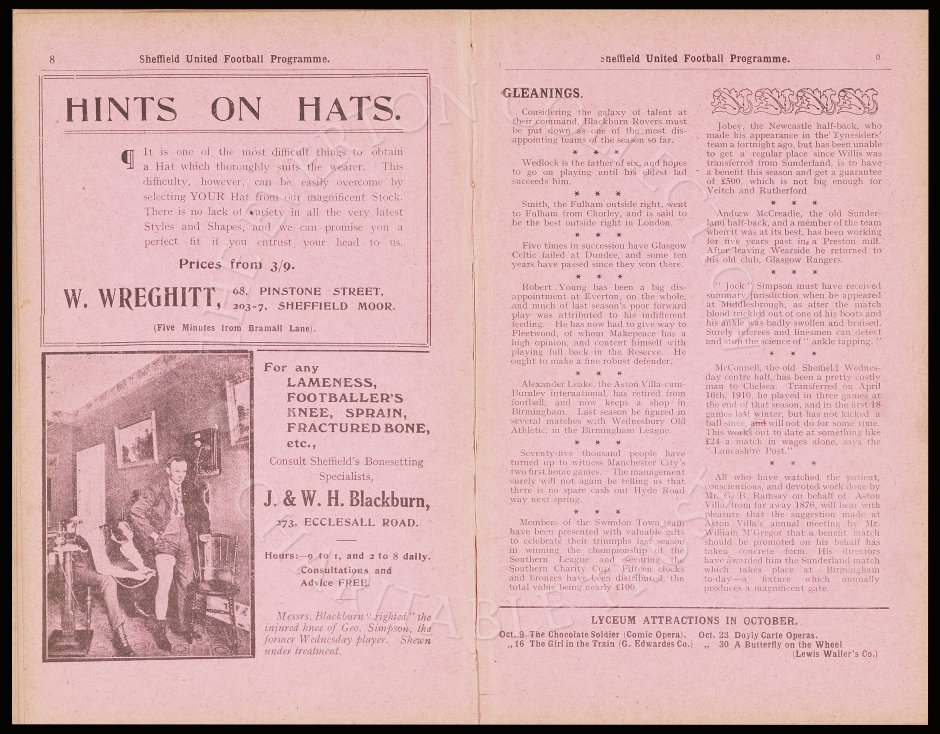 8
Sheffield United Football Programme.
HINTS ON HATS.
¶ It is one of the most difficult things to obtain
a Hat which thoroughly suits the wearer. This
difficulty, however, can be easily overcome by
selecting YOUR Hat from our magnificent Stock.
There is no lack of variety in all the very latest
Styles and Shapes, and we can promise you a
perfect fit if you entrust your head to us.
Prices from 3/9.
W. WREGHITT, 68, PINSTONE STREET,
203-7, SHEFFIELD MOOR.
(Five Minutes from Bramall Lane).
For any
LAMENESS,
FOOTBALLER'S
KNEE, SPRAIN,
FRACTURED BONE,
etc.,
Consult Sheffield's Bonesetting
Specialists,
J. & W. H. Blackburn,
273, ECCLESALL ROAD.
Hours:—9 to 1, and 2 to 8 daily.
Consultations and
Advice FREE.
Messrs. Blackburn "righted" the
injured knee of Geo. Simpson, the
former Wednesday player. Shewn
under treatment.
Sheffield United Football Programme.
9
GLEANINGS.
Considering the galaxy of talent at
their command, Blackburn Rovers must
be put down as one of the most dis-
appointing teams of the season so far.
* * *
Wedlock is the father of six, and hopes
to go on playing until his oldest lad
succeeds him.
* * *
Smith, the Fulham outside right, went
to Fulham from Chorley, and is said to
be the best outside right in London.
* * *
Five times in succession have Glasgow
Celtic failed at Dundee, and some ten
years have passed since they won there.
* * *
Robert Young has been a big dis-
appointment at Everton, on the whole,
and much of last season's poor forward
play was attributed to his indifferent
feeding. He has now had to give way to
Fleetwood, of whom Makepeace has a
high opinion, and content himself with
playing full back in the Reserve. He
ought to make a fine robust defender.
* * *
Alexander Leake, the Aston Villa-cum-
Burnley international, has retired from
football, and now keeps a shop in
Birmingham. Last season he figured in
several matches with Wednesbury Old
Athletic, in the Birmingham League.
* * *
Seventy-five thousand people have
turned up to witness Manchester City's
two first home games. The management
surely will not again be telling us that
there is no spare cash out Hyde Road
way next spring.
* * *
Members of the Swindon Town team
have been presented with valuable gifts
to celebrate their triumphs last season
in winning the championship of the
Southern League and securing the
Southern Charity Cup. Fifteen clocks
and bronzes have been distributed, the
total value being nearly £100.
Jobey, the Newcastle half-back, who
made his appearance in the Tynesiders'
team a fortnight ago, but has been unable
to get a regular place since Willis was
transferred from Sunderland, is to have
a benefit this season and get a guarantee
of £500, which is not big enough for
Veitch and Rutherford.
* * *
Andrew McCreadie, the old Sunder-
land half-back, and a member of the team
when it was at its best, has been working
for five years past in a Preston mill.
After leaving Wearside he returned to
his old club, Glasgow Rangers.
* * *
"Jock" Simpson must have received
summary jurisdiction when he appeared
at Middlesbrough, as after the match
blood trickled out of one of his boots and
his ankle was badly swollen and bruised.
Surely referees and linesmen can detect
and stop the science of "ankle tapping."
* * *
McConnell, the old Sheffield Wednes-
day centre half, has been a pretty costly
man to Chelsea. Transferred on April
16th, 1910, he played in three games at
the end of that season, and in the first 18
games last winter, but has not kicked a
ball since, and will not do for some time.
This works out to date at something like
£24 a match in wages alone, says the
"Lancashire Post."
* * *
All who have watched the patient,
conscientious, and devoted work done by
Mr. G. B. Ramsay on behalf of Aston
Villa from far away 1876, will hear with
pleasure that the suggestion made at
Aston Villa's annual meeting by Mr.
William M'Gregor that a benefit match
should be promoted on his behalf has
taken concrete form. His directors
have awarded him the Sunderland match
which takes place at Birmingham
to-day—a fixture which annually
produces a magnificent gate.
LYCEUM ATTRACTIONS IN OCTOBER.
Oct. 9 The Chocolate Soldier (Comic Opera). Oct. 23 Doyly Carte Operas.
„ 16 The Girl in the Train (G. Edwardes Co.) „ 30 A Butterfly on the Wheel
(Lewis Waller's Co.)